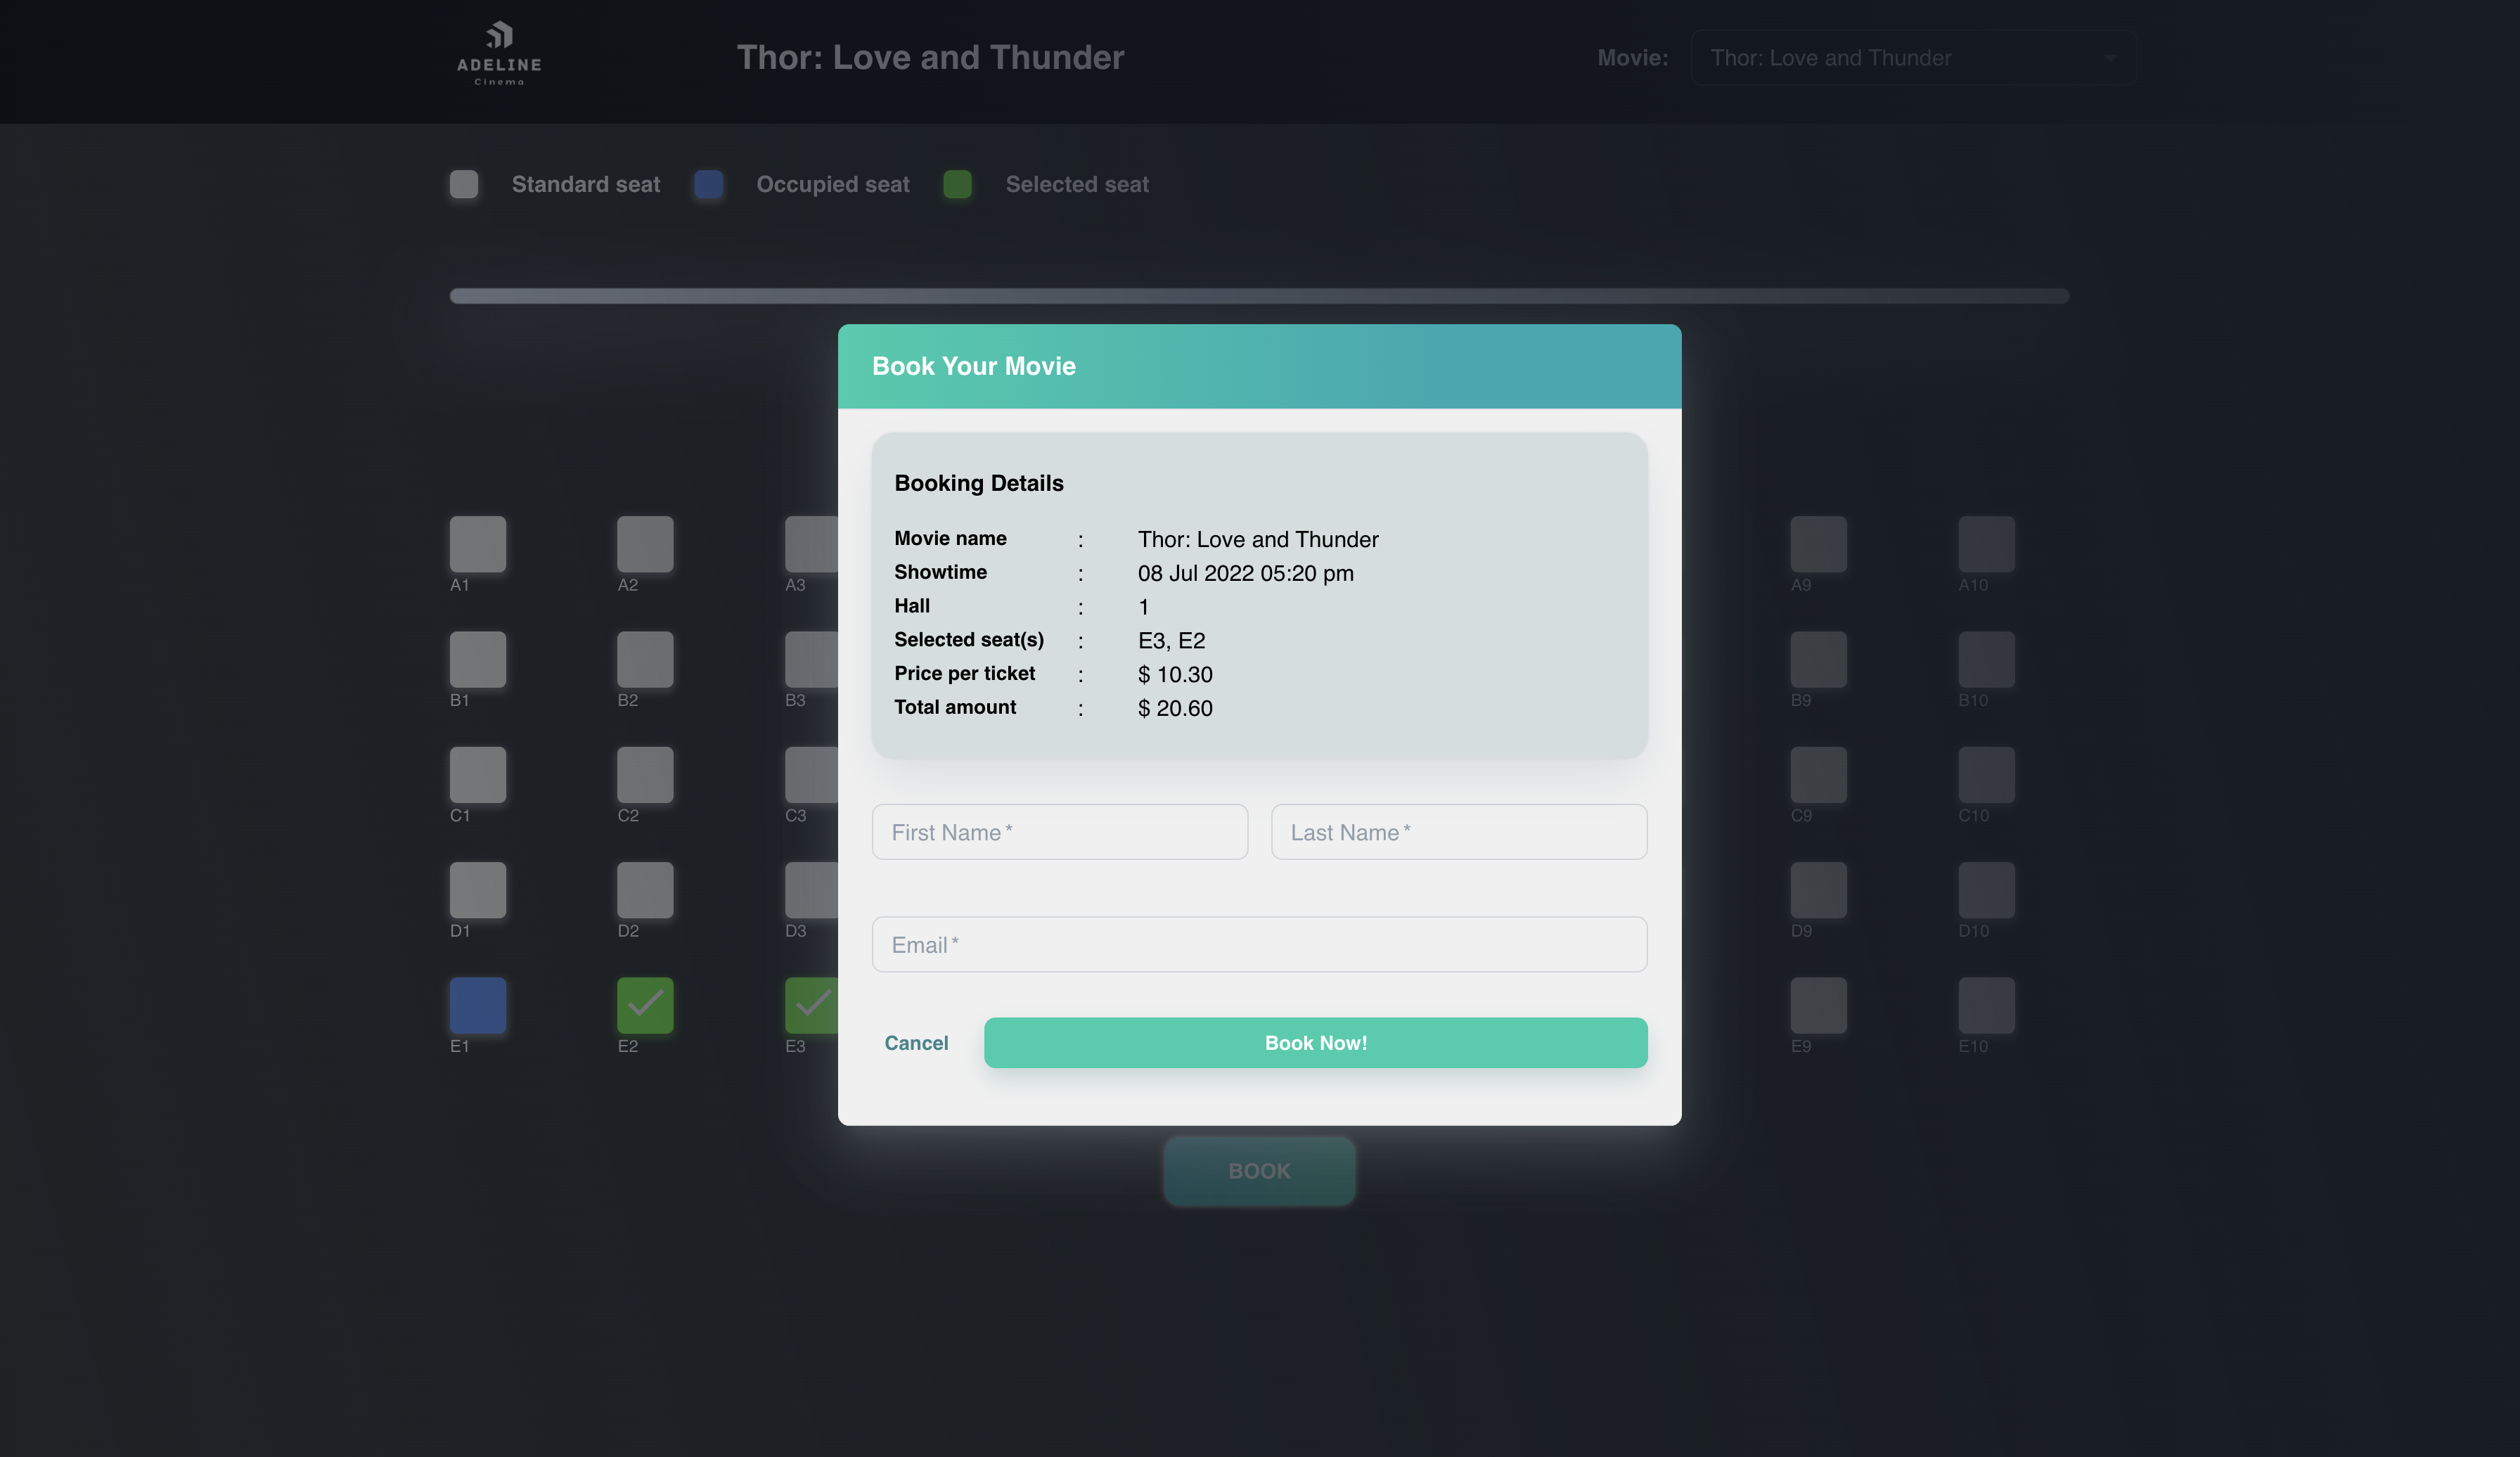 ADELINE
Cinema
Thor: Love and Thunder
Movie: Thor: Love and Thunder
Standard seat Occupied seat Selected seat
Book Your Movie
Booking Details
Movie name : Thor: Love and Thunder
Showtime : 08 Jul 2022 05:20 pm
Hall : 1
Selected seat(s) : E3, E2
Price per ticket : $ 10.30
Total amount : $ 20.60
First Name * Last Name *
Email *
Cancel Book Now!
A1 A2 A3 A9 A10
B1 B2 B3 B9 B10
C1 C2 C3 C9 C10
D1 D2 D3 D9 D10
E1 E2 E3 E9 E10
BOOK